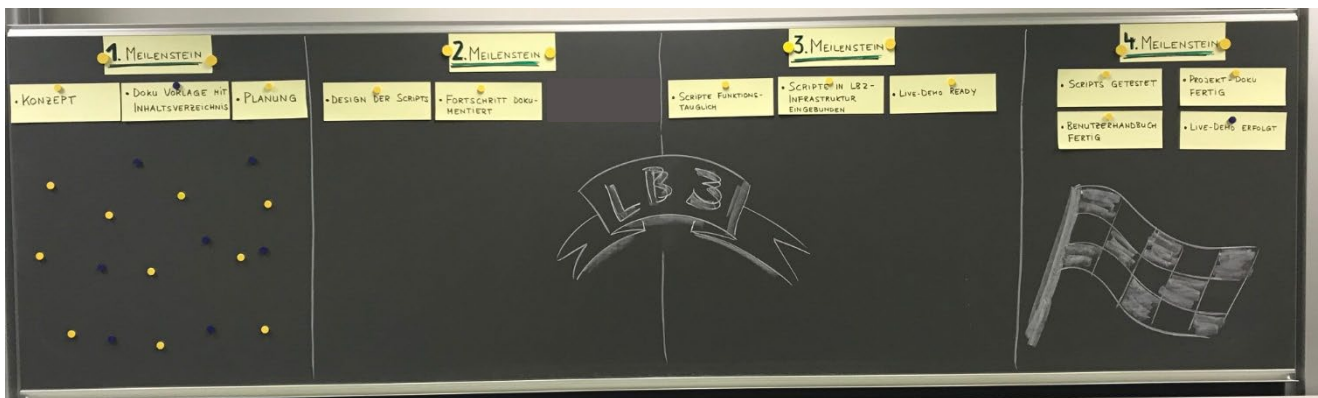 1. MEILENSTEIN
• KONZEPT
• DOKU VORLAGE MIT
INHALTSVERZEICHNIS
• PLANUNG
2. MEILENSTEIN
• DESIGN DER SCRIPTS
• FORTSCHRITT DOKU-
MENTIERT
3. MEILENSTEIN
• SCRIPTE FUNKTIONS-
TAUGLICH
• SCRIPTE IN LB2-
INFRASTRUKTUR
EINGEBUNDEN
• LIVE-DEMO READY
4. MEILENSTEIN
• SCRIPTS GETESTET
• PROJEKT-DOKU
FERTIG
• BENUTZERHANDBUCH
FERTIG
• LIVE-DEMO ERFOLGT
LB3